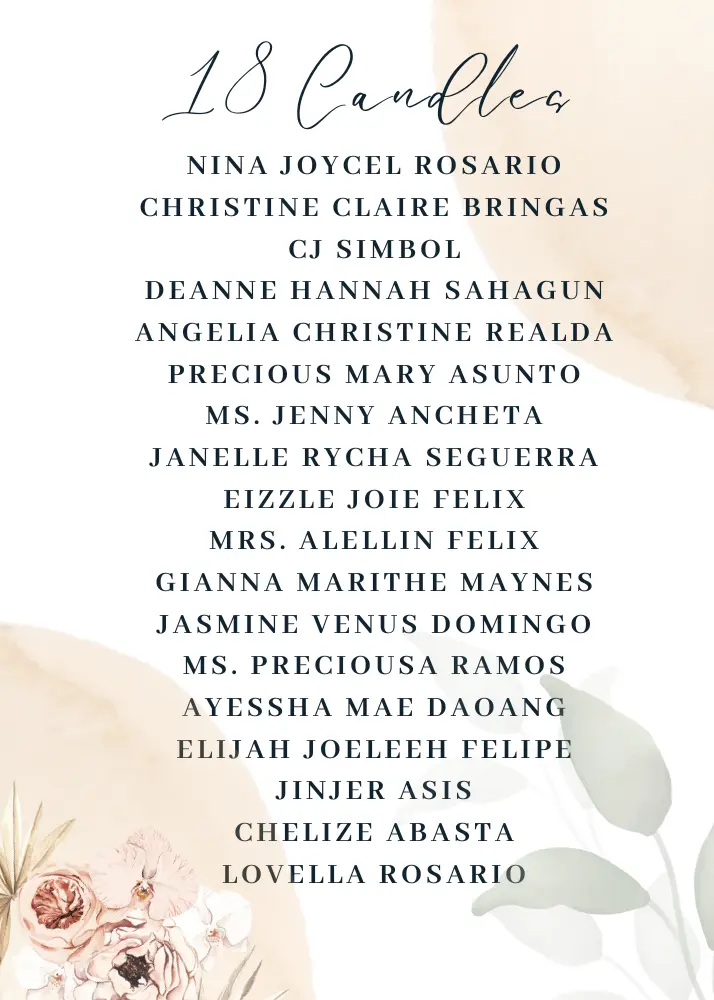 18 Candles
NINA JOYCEL ROSARIO
CHRISTINE CLAIRE BRINGAS
CJ SIMBOL
DEANNE HANNAH SAHAGUN
ANGELIA CHRISTINE REALDA
PRECIOUS MARY ASUNTO
MS. JENNY ANCHETA
JANELLE RYCHA SEGUERRA
EIZZLE JOIE FELIX
MRS. ALELLIN FELIX
GIANNA MARITHE MAYNES
JASMINE VENUS DOMINGO
MS. PRECIOUSA RAMOS
AYESSHA MAE DAOANG
ELIJAH JOELEEH FELIPE
JINJER ASIS
CHELIZE ABASTA
LOVELLA ROSARIO